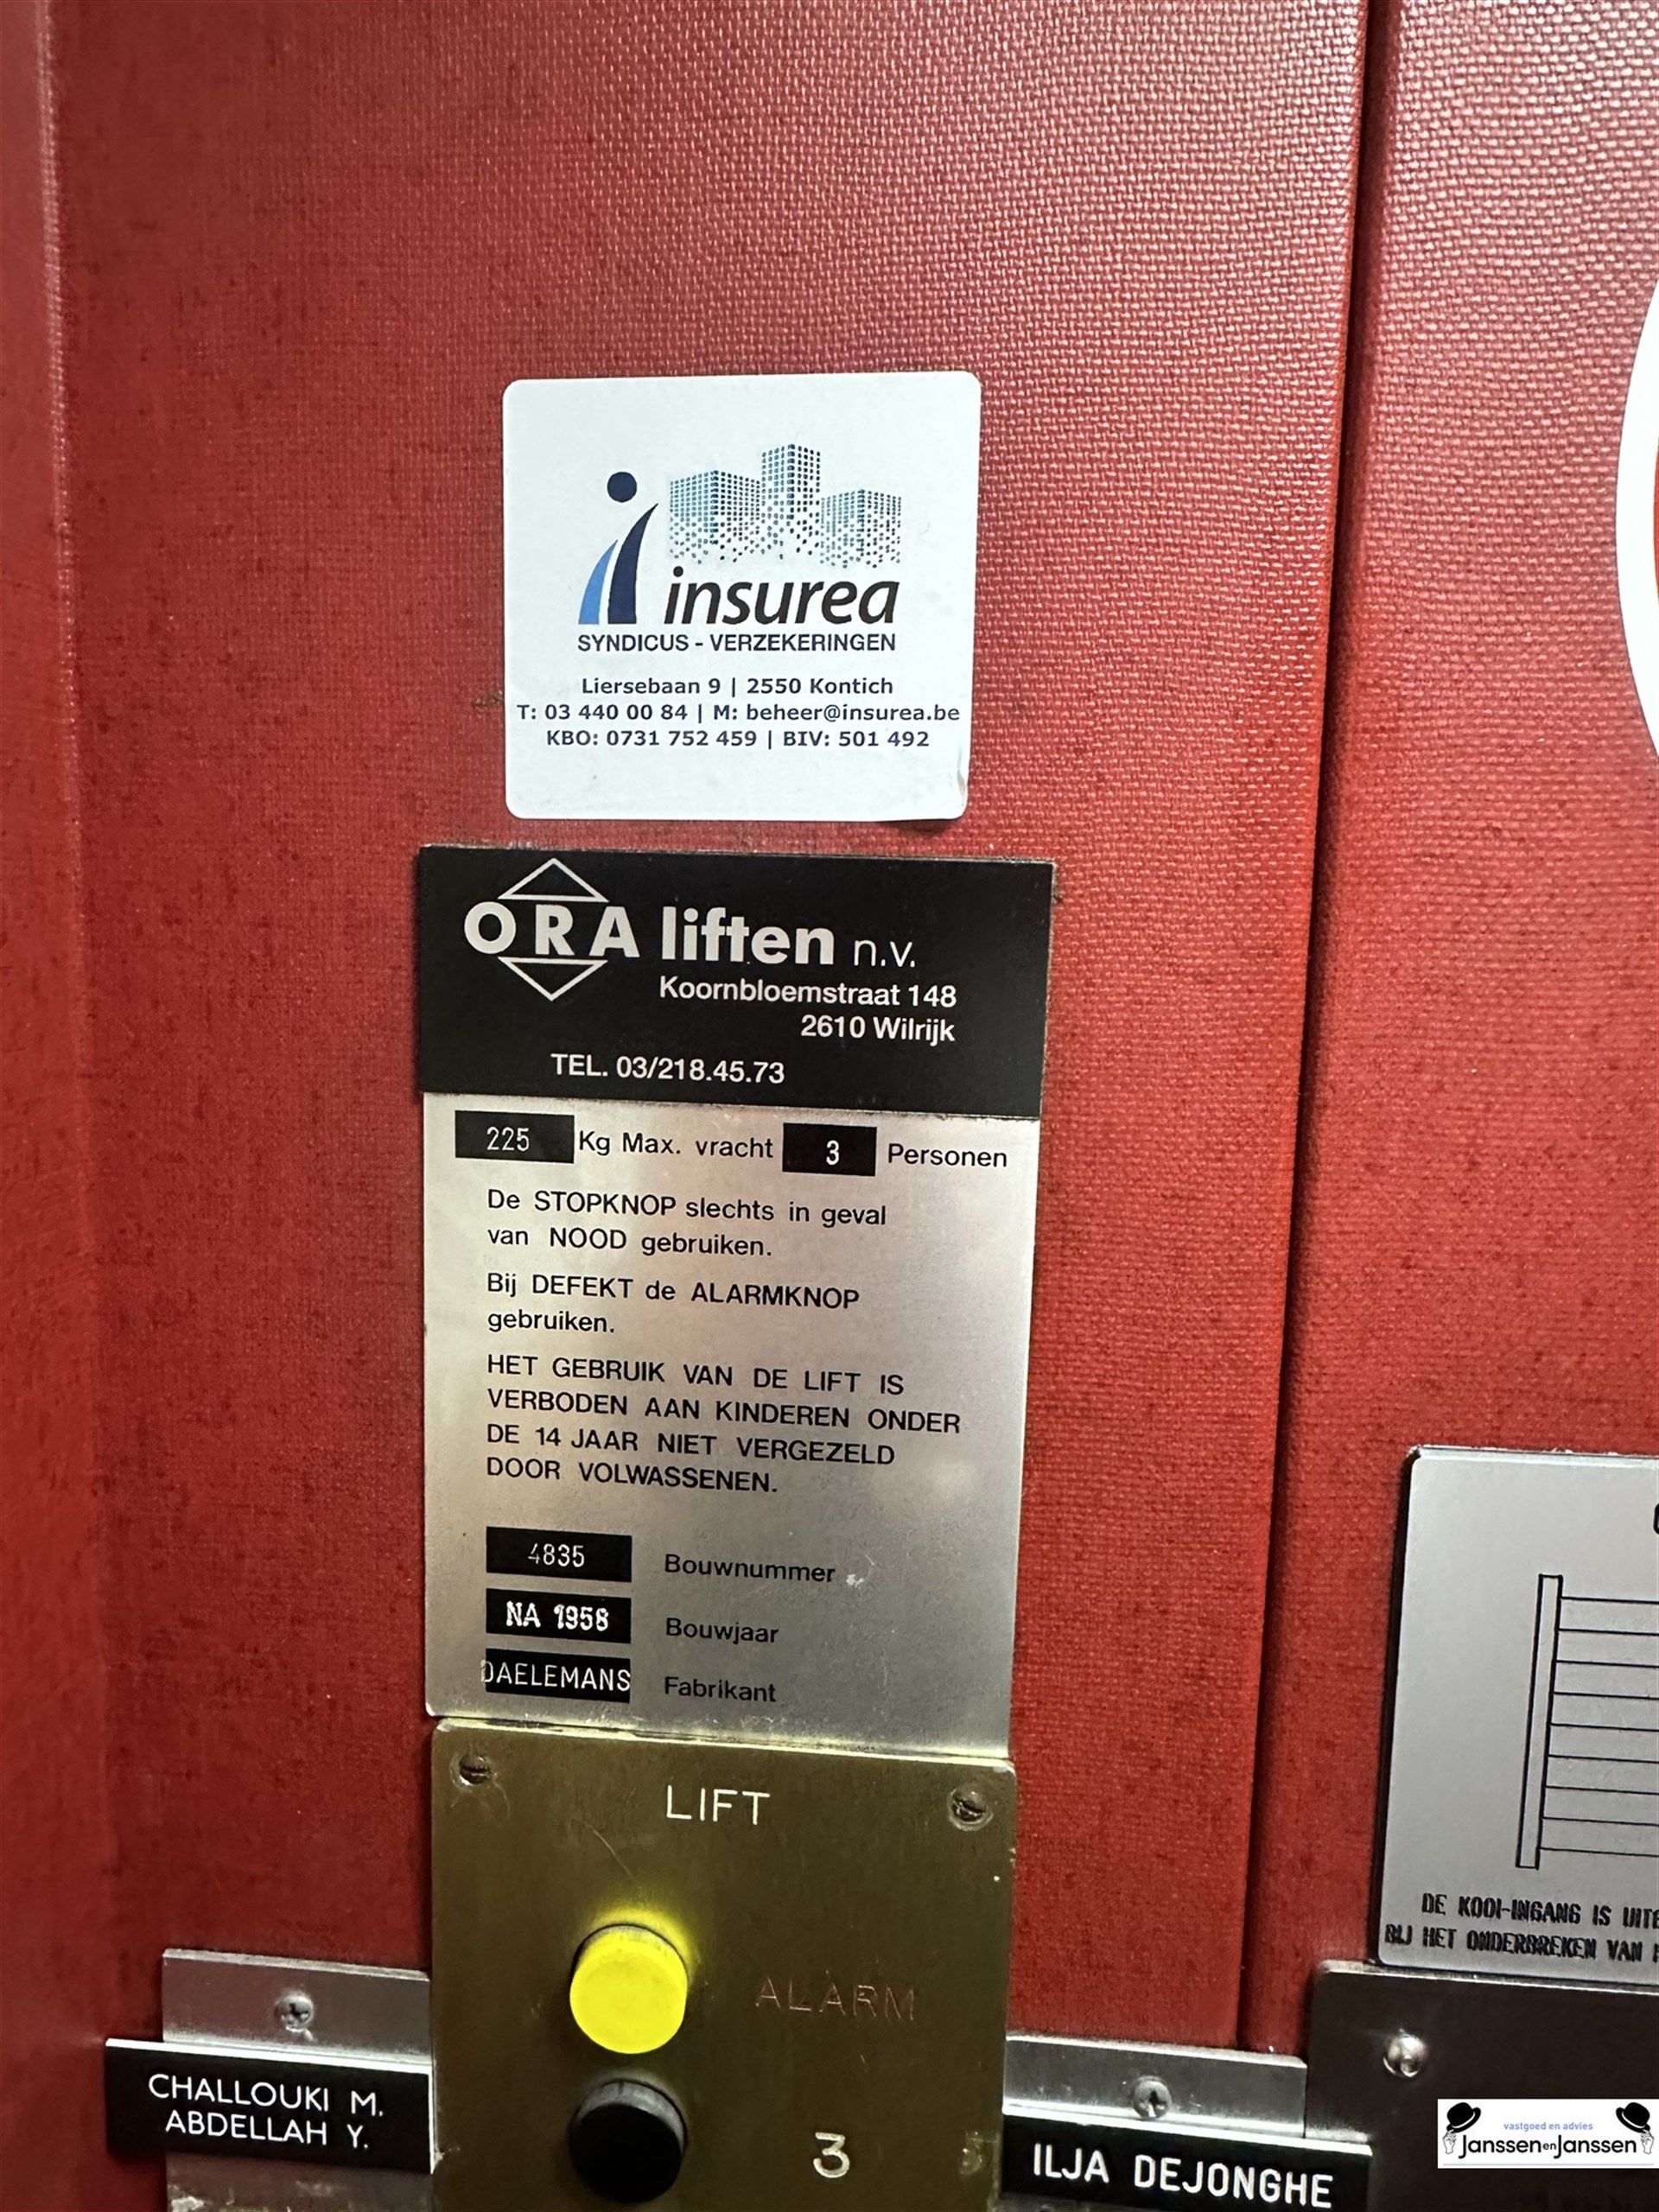 insurea
SYNDICUS - VERZEKERINGEN
Liersebaan 9 | 2550 Kontich
T: 03 440 00 84 | M: beheer@insurea.be
KBO: 0731 752 459 | BIV: 501 492
ORA liften n.v.
Koornbloemstraat 148
2610 Wilrijk
TEL. 03/218.45.73
225 Kg Max. vracht 3 Personen
De STOPKNOP slechts in geval
van NOOD gebruiken.
Bij DEFEKT de ALARMKNOP
gebruiken.
HET GEBRUIK VAN DE LIFT IS
VERBODEN AAN KINDEREN ONDER
DE 14 JAAR NIET VERGEZELD
DOOR VOLWASSENEN.
4835 Bouwnummer
NA 1958 Bouwjaar
DAELEMANS Fabrikant
LIFT
ALARM
3
CHALLOUKI M.
ABDELLAH Y.
ILJA DEJONGHE
DE KOOI-INGANG IS
BIJ HET ONDERBREKEN VAN
vastgoed en advies
Janssen en Janssen